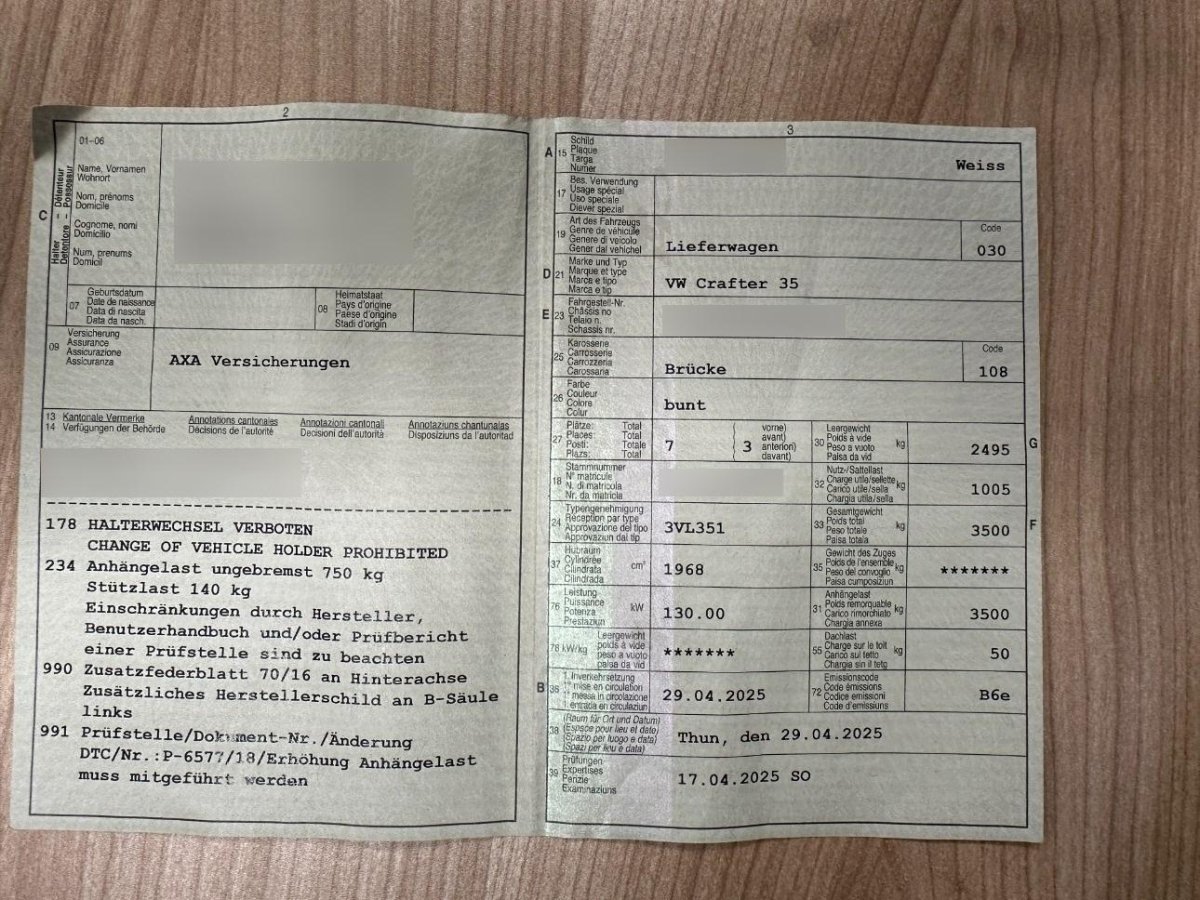 2
01-06
C
Halter – Détenteur
Detentore – Possessur
Name, Vornamen
Wohnort
Nom, prénoms
Domicile
Cognome, nomi
Domicilio
Num, prenums
Domicil
07
Geburtsdatum
Date de naissance
Data di nascita
Data da nasch.
08
Heimatstaat
Pays d'origine
Paese d'origine
Stadi d'origin
09
Versicherung
Assurance
Assicurazione
Assicuranza
AXA Versicherungen
13 Kantonale Vermerke Annotations cantonales Annotazioni cantonali Annotaziuns chantunalas
14 Verfügungen der Behörde Décisions de l'autorité Decisioni dell'autorità Disposiziuns da l'autoritad
178 HALTERWECHSEL VERBOTEN
CHANGE OF VEHICLE HOLDER PROHIBITED
234 Anhängelast ungebremst 750 kg
Stützlast 140 kg
Einschränkungen durch Hersteller,
Benutzerhandbuch und/oder Prüfbericht
einer Prüfstelle sind zu beachten
990 Zusatzfederblatt 70/16 an Hinterachse
Zusätzliches Herstellerschild an B-Säule
links
991 Prüfstelle/Dokument-Nr./Änderung
DTC/Nr.:P-6577/18/Erhöhung Anhängelast
muss mitgeführt werden
3
A 15
Schild
Plaque
Targa
Numer
Weiss
17
Bes. Verwendung
Usage spécial
Uso speciale
Diever spezial
19
Art des Fahrzeugs
Genre de véhicule
Genere di veicolo
Gener dal vehichel
Lieferwagen
Code
030
D 21
Marke und Typ
Marque et type
Marca e tipo
Marca e tip
VW Crafter 35
E 23
Fahrgestell-Nr.
Châssis no
Telaio n.
Schassis nr.
25
Karosserie
Carrosserie
Carrozzeria
Carossaria
Brücke
Code
108
26
Farbe
Couleur
Colore
Colur
bunt
27
Plätze: Total
Places: Total
Posti: Totale
Plazs: Total
7
3
vorne)
avant)
anteriori)
davant)
30
Leergewicht
Poids à vide
Peso a vuoto
Paisa da vid
kg
2495
G
18
Stammnummer
N° matricule
N. di matricola
Nr. da matricla
32
Nutz-/Sattellast
Charge utile/sellette
Carico utile/sella
Chargia utila/sella
kg
1005
24
Typengenehmigung
Réception par type
Approvazione del tipo
Approvaziun dal tip
3VL351
33
Gesamtgewicht
Poids total
Peso totale
Paisa totala
kg
3500
F
37
Hubraum
Cylindrée
Cilindrata
Cilindrada
cm³
1968
35
Gewicht des Zuges
Poids de l'ensemble
Peso del convoglio
Paisa cumposiziun
kg
*******
76
Leistung
Puissance
Potenza
Prestaziun
kW
130.00
31
Anhängelast
Poids remorquable
Carico rimorchiato
Chargia annexa
kg
3500
78 kW/kg
Leergewicht
poids à vide
peso a vuoto
paisa da vid
*******
55
Dachlast
Charge sur le toit
Carico sul tetto
Chargia sin il tetg
kg
50
B 36
1. Inverkehrsetzung
1re mise en circulation
1a messa in circolazione
1. entrada en circulaziun
29.04.2025
72
Emissionscode
Code émissions
Codice emissioni
Code d'emissiuns
B6e
38
(Raum für Ort und Datum)
(Espace pour lieu et date)
(Spazio per luogo e data)
(Spazi per lieu e data)
Thun, den 29.04.2025
39
Prüfungen
Expertises
Perizie
Examinaziuns
17.04.2025 SO